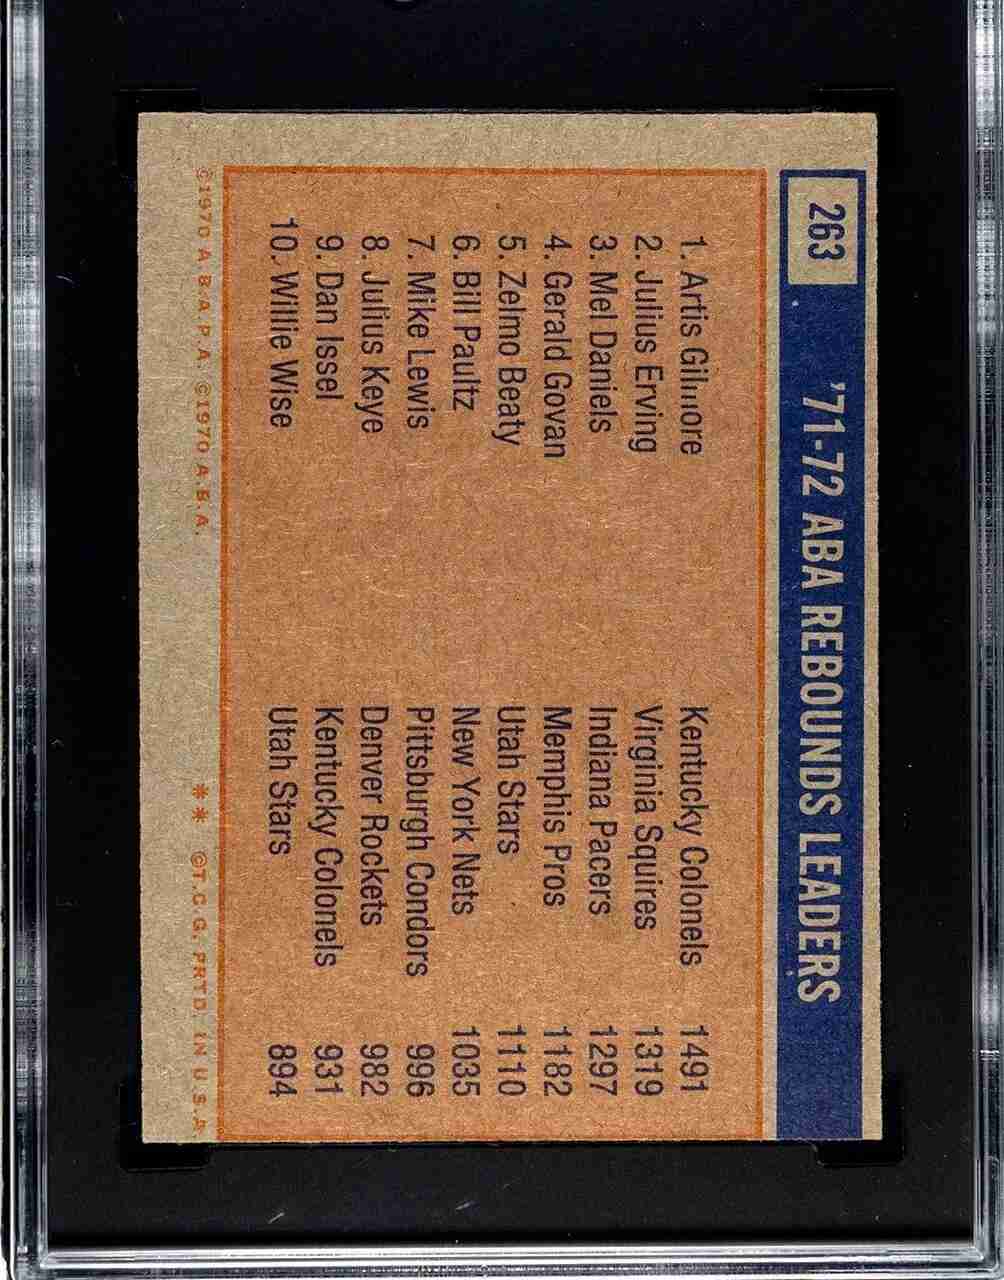 263
'71-72 ABA REBOUNDS LEADERS
1. Artis Gilmore Kentucky Colonels 1491
2. Julius Erving Virginia Squires 1319
3. Mel Daniels Indiana Pacers 1297
4. Gerald Govan Memphis Pros 1182
5. Zelmo Beaty Utah Stars 1110
6. Bill Paultz New York Nets 1035
7. Mike Lewis Pittsburgh Condors 996
8. Julius Keye Denver Rockets 982
9. Dan Issel Kentucky Colonels 931
10. Willie Wise Utah Stars 894
©1970 A.B.A.P.A. ©1970 A.B.A. ** ©T.C.G. PRTD. IN U.S.A